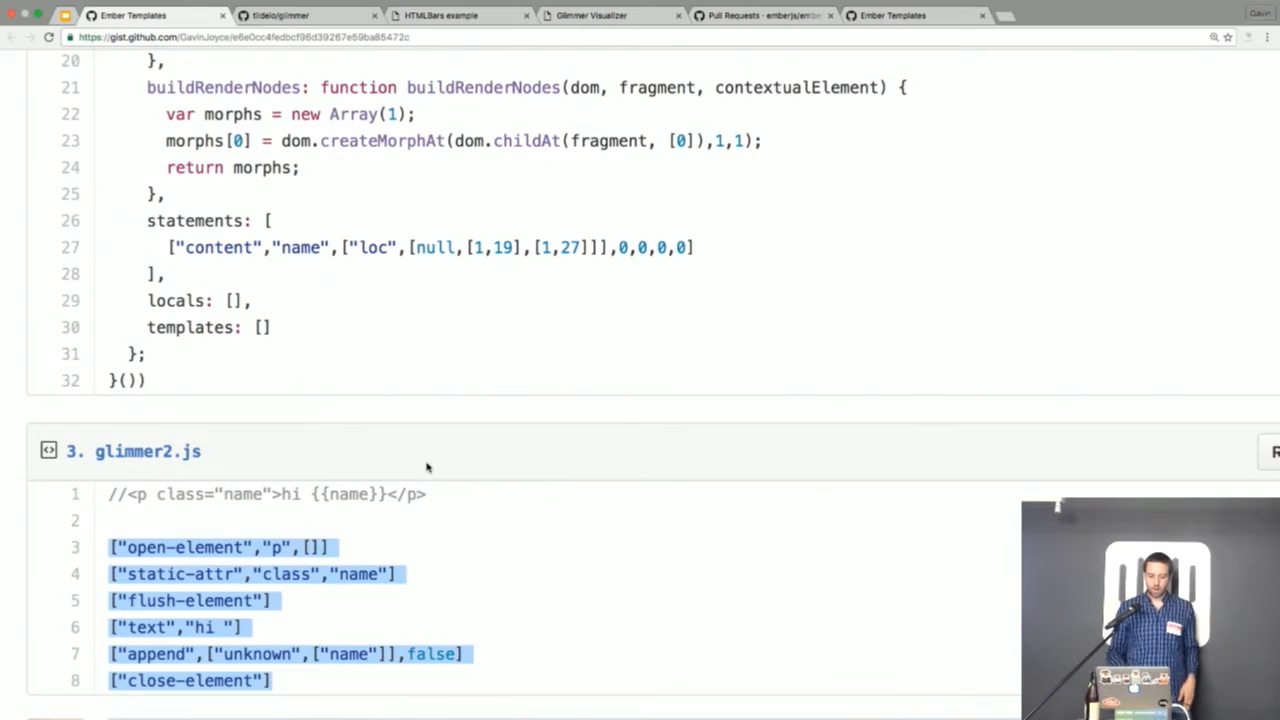 Ember Templates
tildeio/glimmer
HTMLBars example
Glimmer Visualizer
Pull Requests · emberjs/embe
Ember Templates
Gavin
https://gist.github.com/GavinJoyce/e6e0cc4fedbcf96d39267e59ba85472c
20 },
21 buildRenderNodes: function buildRenderNodes(dom, fragment, contextualElement) {
22 var morphs = new Array(1);
23 morphs[0] = dom.createMorphAt(dom.childAt(fragment, [0]),1,1);
24 return morphs;
25 },
26 statements: [
27 ["content","name",["loc",[null,[1,19],[1,27]]],0,0,0,0]
28 ],
29 locals: [],
30 templates: []
31 };
32 }())
3. glimmer2.js
R
1 //<p class="name">hi {{name}}</p>
2
3 ["open-element","p",[]]
4 ["static-attr","class","name"]
5 ["flush-element"]
6 ["text","hi "]
7 ["append",["unknown",["name"]],false]
8 ["close-element"]